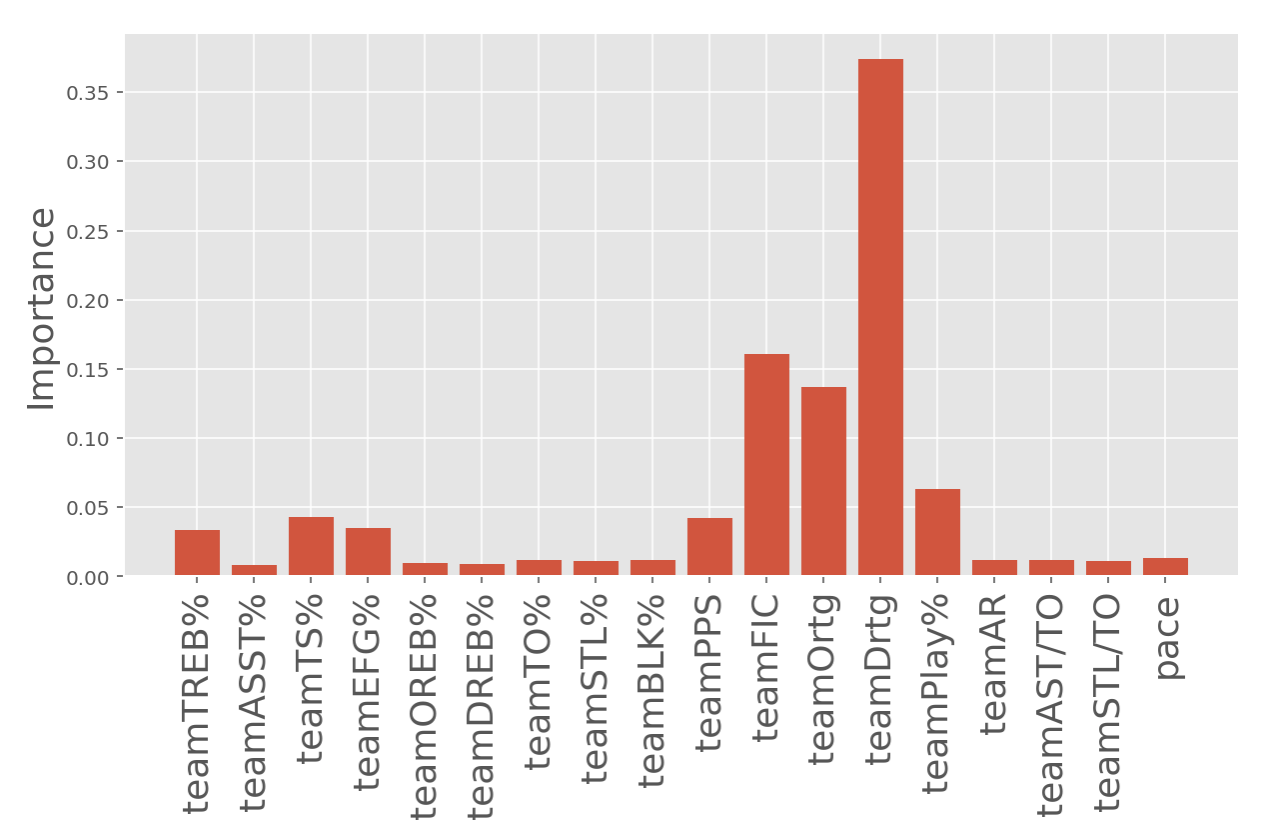 Importance
0.35
0.30
0.25
0.20
0.15
0.10
0.05
0.00
teamTREB%
teamASST%
teamTS%
teamEFG%
teamOREB%
teamDREB%
teamTO%
teamSTL%
teamBLK%
teamPPS
teamFIC
teamOrtg
teamDrtg
teamPlay%
teamAR
teamAST/TO
teamSTL/TO
pace